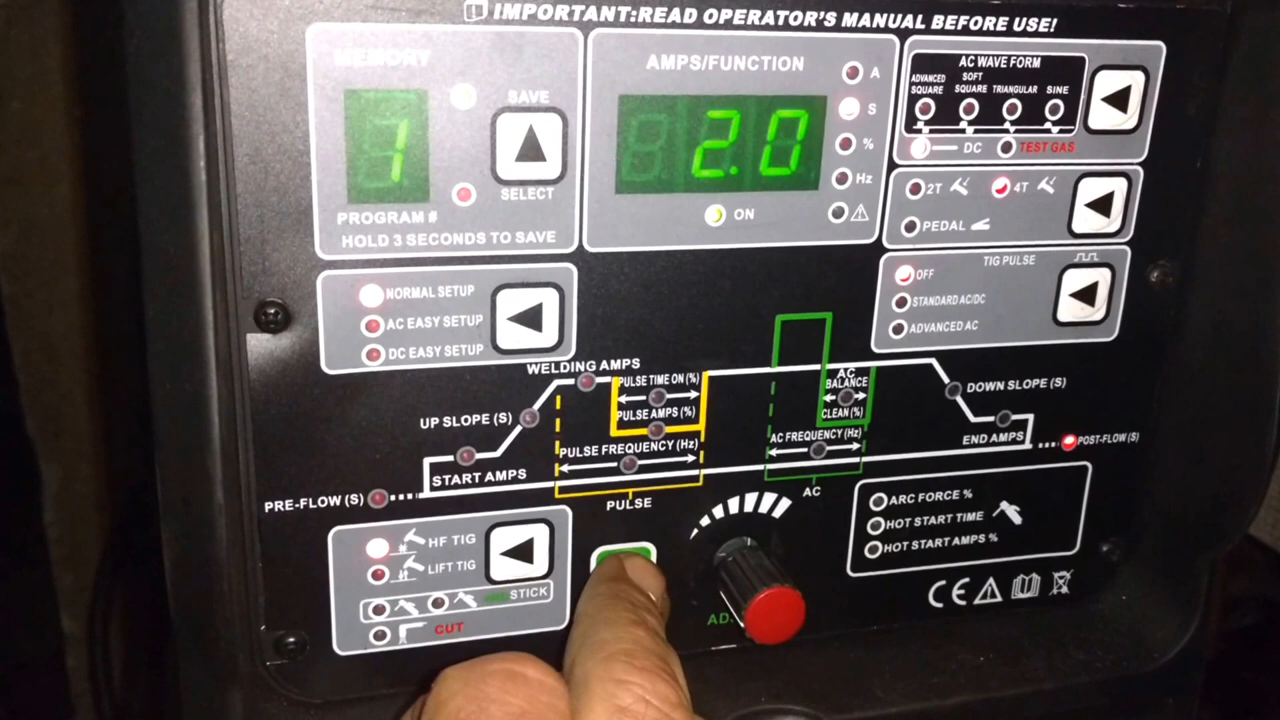 IMPORTANT:READ OPERATOR'S MANUAL BEFORE USE!
MEMORY
1
SAVE
SELECT
PROGRAM #
HOLD 3 SECONDS TO SAVE
AMPS/FUNCTION
2.0
A
S
%
Hz
ON
AC WAVE FORM
ADVANCED SQUARE
SOFT SQUARE
TRIANGULAR
SINE
DC
TEST GAS
2T
4T
PEDAL
TIG PULSE
OFF
STANDARD AC/DC
ADVANCED AC
NORMAL SETUP
AC EASY SETUP
DC EASY SETUP
WELDING AMPS
UP SLOPE (S)
START AMPS
PRE-FLOW (S)
PULSE TIME ON (%)
PULSE AMPS (%)
PULSE FREQUENCY (Hz)
PULSE
AC
BALANCE
CLEAN (%)
AC FREQUENCY (Hz)
AC
DOWN SLOPE (S)
END AMPS
POST-FLOW (S)
HF TIG
LIFT TIG
STICK
CUT
ARC FORCE %
HOT START TIME
HOT START AMPS %
CE